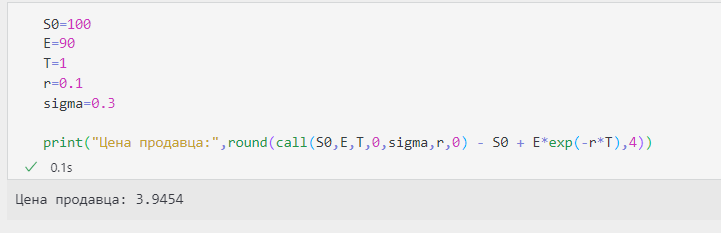 S0=100
E=90
T=1
r=0.1
sigma=0.3
print("Цена продавца:",round(call(S0,E,T,0,sigma,r,0) - S0 + E*exp(-r*T),4))
0.1s
Цена продавца: 3.9454